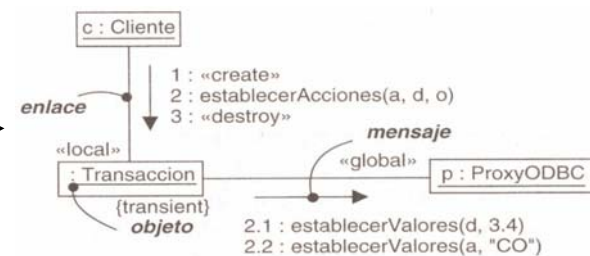 c : Cliente
enlace
1 : «create»
2 : establecerAcciones(a, d, o)
3 : «destroy»
mensaje
«local»
«global»
: Transaccion
p : ProxyODBC
{transient}
objeto
2.1 : establecerValores(d, 3.4)
2.2 : establecerValores(a, "CO")